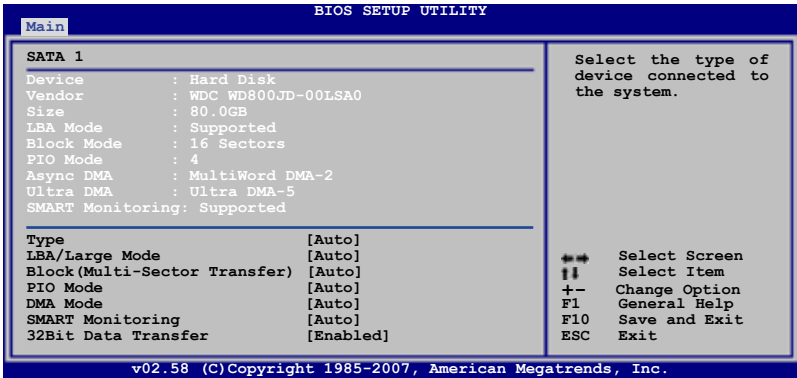 BIOS SETUP UTILITY
Main
SATA 1
Device : Hard Disk
Vendor : WDC WD800JD-00LSA0
Size : 80.0GB
LBA Mode : Supported
Block Mode : 16 Sectors
PIO Mode : 4
Async DMA : MultiWord DMA-2
Ultra DMA : Ultra DMA-5
SMART Monitoring: Supported
Type [Auto]
LBA/Large Mode [Auto]
Block(Multi-Sector Transfer) [Auto]
PIO Mode [Auto]
DMA Mode [Auto]
SMART Monitoring [Auto]
32Bit Data Transfer [Enabled]
Select the type of
device connected to
the system.
←→ Select Screen
↑↓ Select Item
+- Change Option
F1 General Help
F10 Save and Exit
ESC Exit
v02.58 (C)Copyright 1985-2007, American Megatrends, Inc.